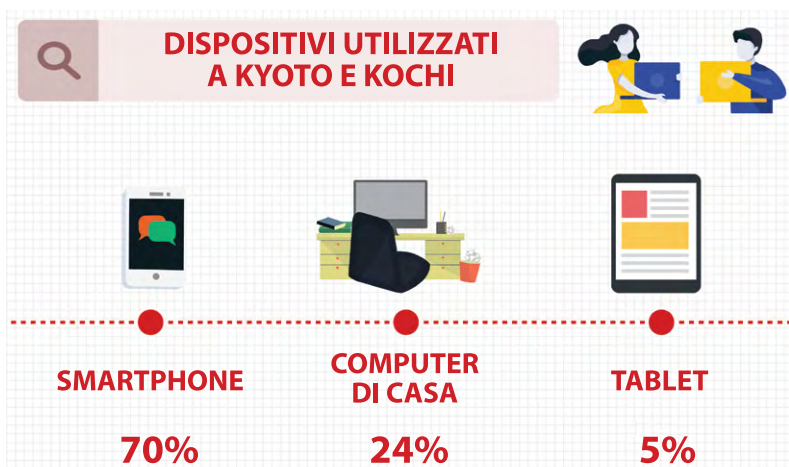 DISPOSITIVI UTILIZZATI
A KYOTO E KOCHI
SMARTPHONE
COMPUTER
DI CASA
TABLET
70%
24%
5%